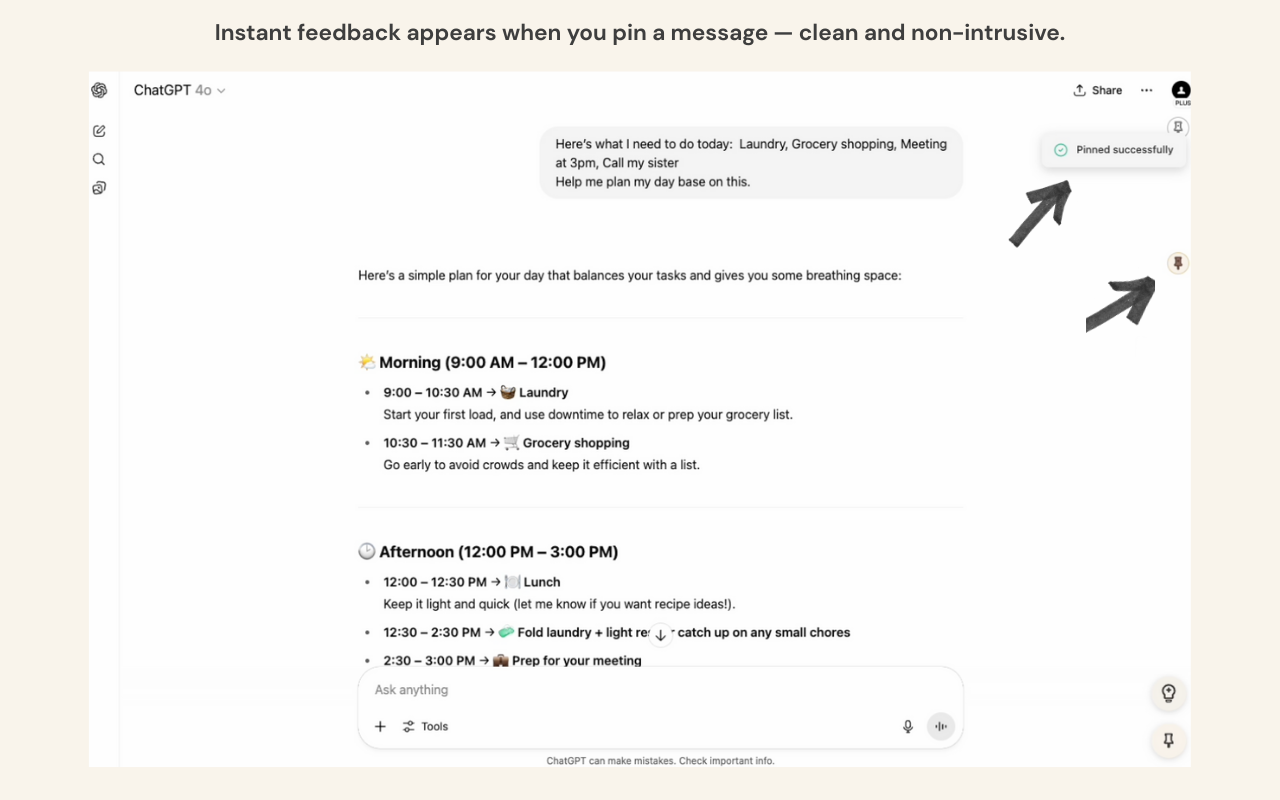 Instant feedback appears when you pin a message — clean and non-intrusive.
ChatGPT 4o
Share
PLUS
Pinned successfully
Here's what I need to do today:  Laundry, Grocery shopping, Meeting
at 3pm, Call my sister
Help me plan my day base on this.
Here's a simple plan for your day that balances your tasks and gives you some breathing space:
🌤️ Morning (9:00 AM – 12:00 PM)
• 9:00 – 10:30 AM → 🧺 Laundry
Start your first load, and use downtime to relax or prep your grocery list.
• 10:30 – 11:30 AM → 🛒 Grocery shopping
Go early to avoid crowds and keep it efficient with a list.
🕒 Afternoon (12:00 PM – 3:00 PM)
• 12:00 – 12:30 PM → 🍽️ Lunch
Keep it light and quick (let me know if you want recipe ideas!).
• 12:30 – 2:30 PM → 🧼 Fold laundry + light catch up on any small chores
• 2:30 – 3:00 PM → 💼 Prep for your meeting
Ask anything
Tools
ChatGPT can make mistakes. Check important info.